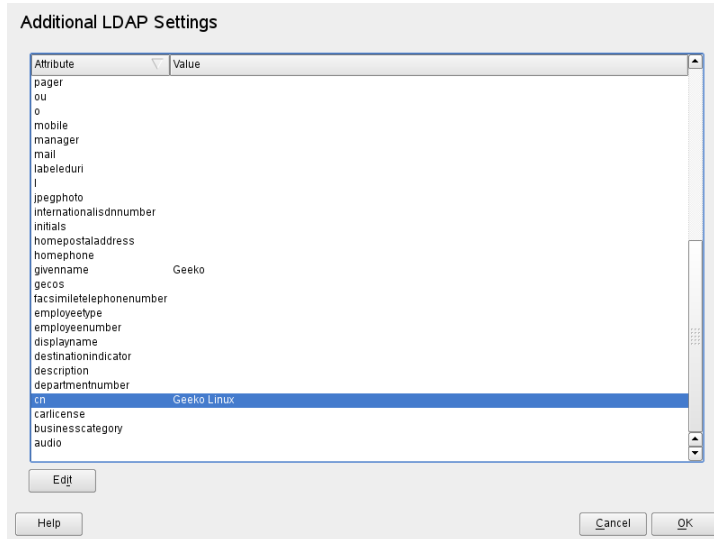 Additional LDAP Settings
Attribute Value
pager
ou
o
mobile
manager
mail
labeleduri
l
jpegphoto
internationalisdnnumber
initials
homepostaladdress
homephone
givenname Geeko
gecos
facsimiletelephonenumber
employeetype
employeenumber
displayname
destinationindicator
description
departmentnumber
cn Geeko Linux
carlicense
businesscategory
audio
Edit
Help Cancel OK